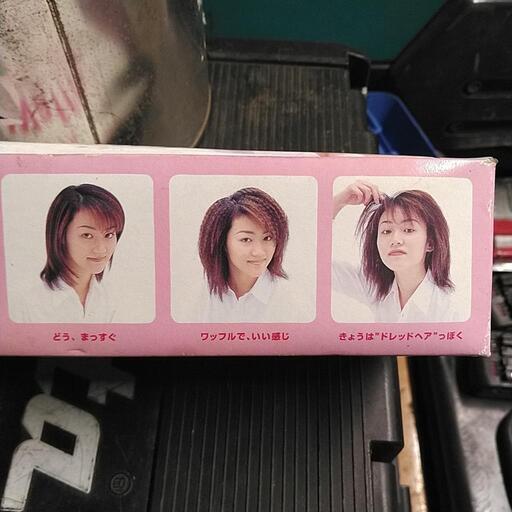 どう、まっすぐ
ワッフルで、いい感じ
きょうは"ドレッドヘア"っぽく